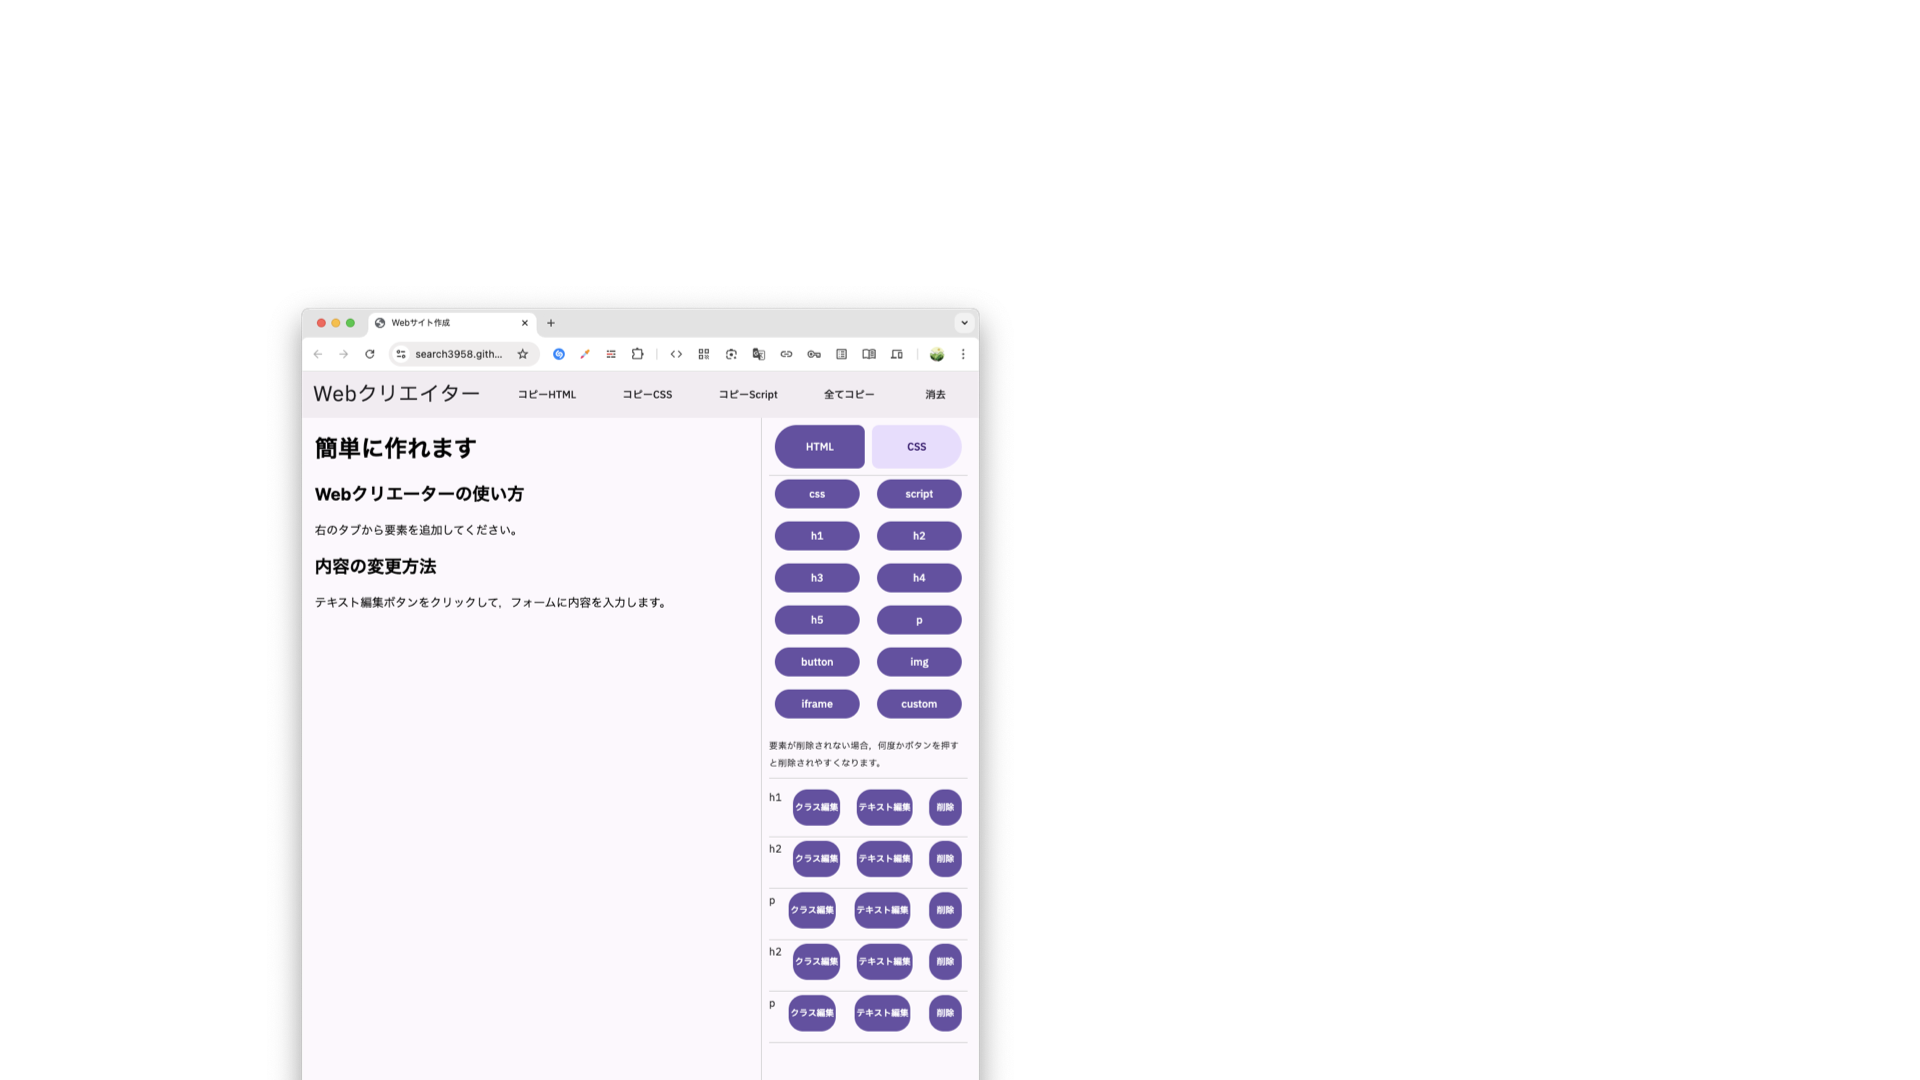 Webサイト作成
search3958.gith...
Webクリエイター
コピーHTML
コピーCSS
コピーScript
全てコピー
消去
簡単に作れます
Webクリエーターの使い方
右のタブから要素を追加してください。
内容の変更方法
テキスト編集ボタンをクリックして，フォームに内容を入力します。
HTML
CSS
css
script
h1
h2
h3
h4
h5
p
button
img
iframe
custom
要素が削除されない場合，何度かボタンを押す
と削除されやすくなります。
h1 クラス編集 テキスト編集 削除
h2 クラス編集 テキスト編集 削除
p クラス編集 テキスト編集 削除
h2 クラス編集 テキスト編集 削除
p クラス編集 テキスト編集 削除